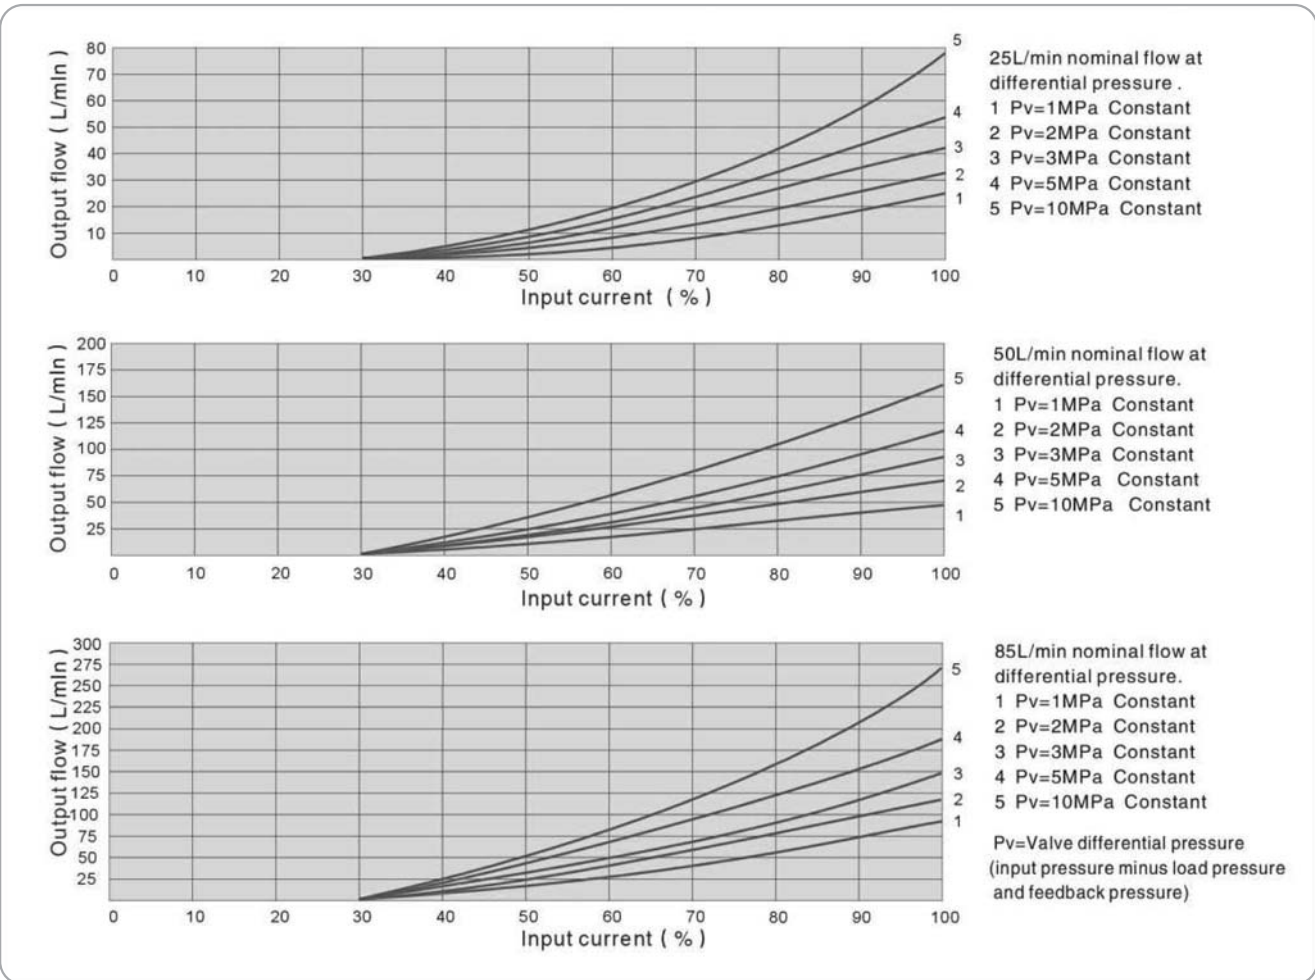 Output flow ( L/mIn )
80
70
60
50
40
30
20
10
0 10 20 30 40 50 60 70 80 90 100
Input current ( % )
5
4
3
2
1
25L/min nominal flow at
differential pressure .
1 Pv=1MPa Constant
2 Pv=2MPa Constant
3 Pv=3MPa Constant
4 Pv=5MPa Constant
5 Pv=10MPa Constant
Output flow ( L/mIn )
200
175
150
125
100
75
50
25
0 10 20 30 40 50 60 70 80 90 100
Input current ( % )
5
4
3
2
1
50L/min nominal flow at
differential pressure.
1 Pv=1MPa Constant
2 Pv=2MPa Constant
3 Pv=3MPa Constant
4 Pv=5MPa Constant
5 Pv=10MPa Constant
Output flow ( L/mIn )
300
275
250
225
200
175
150
125
100
75
50
25
0 10 20 30 40 50 60 70 80 90 100
Input current ( % )
5
4
3
2
1
85L/min nominal flow at
differential pressure.
1 Pv=1MPa Constant
2 Pv=2MPa Constant
3 Pv=3MPa Constant
4 Pv=5MPa Constant
5 Pv=10MPa Constant
Pv=Valve differential pressure
(input pressure minus load pressure
and feedback pressure)